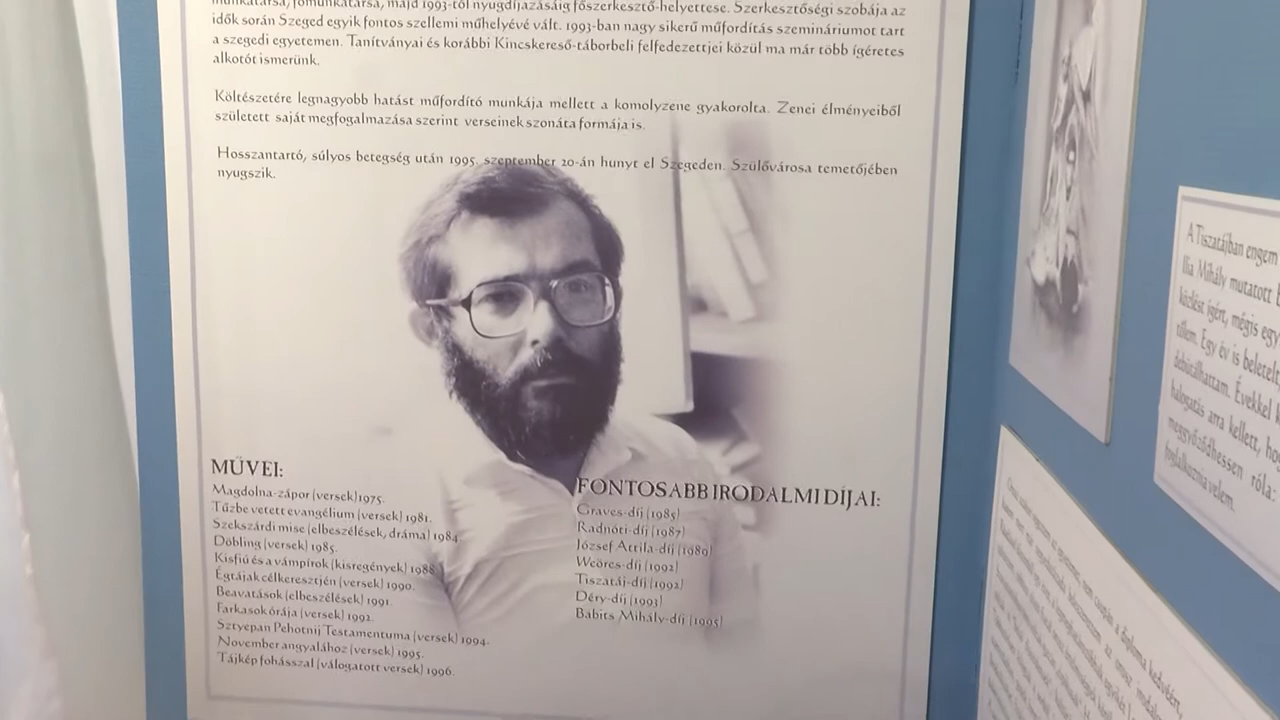 munkatársa, főmunkatársa, majd 1993-tól nyugdíjazásáig főszerkesztő-helyettese. Szerkesztőségi szobája az
idők során Szeged egyik fontos szellemi műhelyévé vált. 1993-ban nagy sikerű műfordítás szemináriumot tart
a szegedi egyetemen. Tanítványai és korábbi Kincskereső-táborbeli felfedezettjei közül ma már több ígéretes
alkotót ismerünk.
Költészetére legnagyobb hatást műfordító munkája mellett a komolyzene gyakorolta. Zenei élményeiből
született saját megfogalmazása szerint verseinek szonáta formája is.
Hosszantartó, súlyos betegség után 1995. szeptember 20-án hunyt el Szegeden. Szülővárosa temetőjében
nyugszik.
MŰVEI:
Magdolna-zápor (versek) 1975.
Tűzbe vetett evangélium (versek) 1981.
Szekszárdi mise (elbeszélések, dráma) 1984
Döbling (versek) 1985.
Kisfiú és a vámpírok (kisregények) 1988.
Égtájak célkeresztjén (versek) 1990.
Beavatások (elbeszélések) 1991.
Farkasok órája (versek) 1992.
Sztyepan Pehotnij Testamentuma (versek) 1994.
November angyalához (versek) 1995.
Tájkép fohásszal (válogatott versek) 1996.
FONTOSABB IRODALMI DÍJAI:
Graves-díj (1985)
Radnóti-díj (1987)
József Attila-díj (1989)
Weöres-díj (1992)
Tiszatáj-díj (1992)
Déry-díj (1993)
Babits Mihály-díj (1995)
A Tiszatájban engem
Ilia Mihály mutatott
közlést ígért, mégis egy
tőlem. Egy év is beletelt,
debütálhattam. Évekkel
halogatás arra kellett,
meggyőződhessen róla:
foglalkoznia velem.